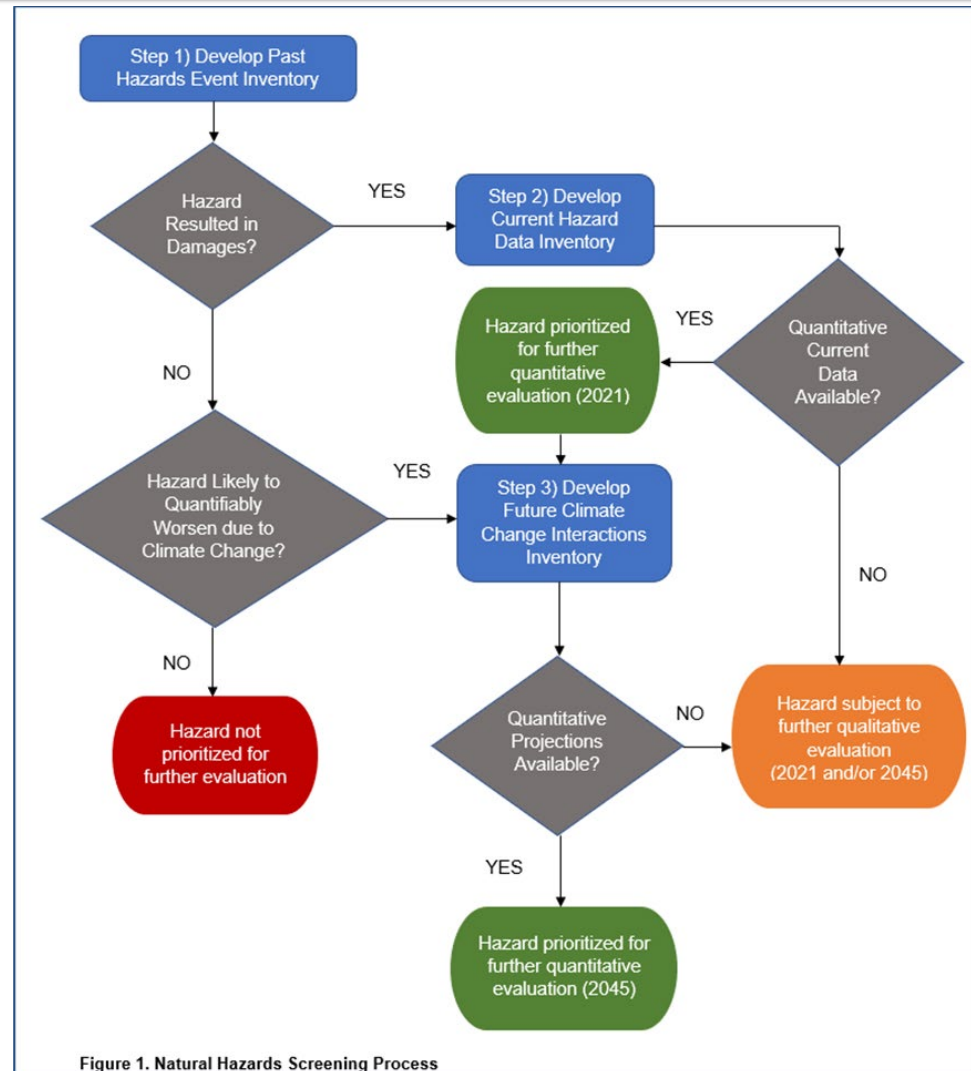 Step 1) Develop Past
Hazards Event Inventory
Hazard
Resulted in
Damages?
YES
Step 2) Develop
Current Hazard
Data Inventory
Quantitative
Current
Data
Available?
YES
Hazard prioritized
for further
quantitative
evaluation (2021)
NO
Hazard Likely to
Quantifiably
Worsen due to
Climate Change?
YES
Step 3) Develop
Future Climate
Change Interactions
Inventory
NO
NO
Hazard not
prioritized for
further evaluation
Quantitative
Projections
Available?
NO
Hazard subject to
further qualitative
evaluation
(2021 and/or 2045)
YES
Hazard prioritized for
further quantitative
evaluation (2045)
Figure 1. Natural Hazards Screening Process